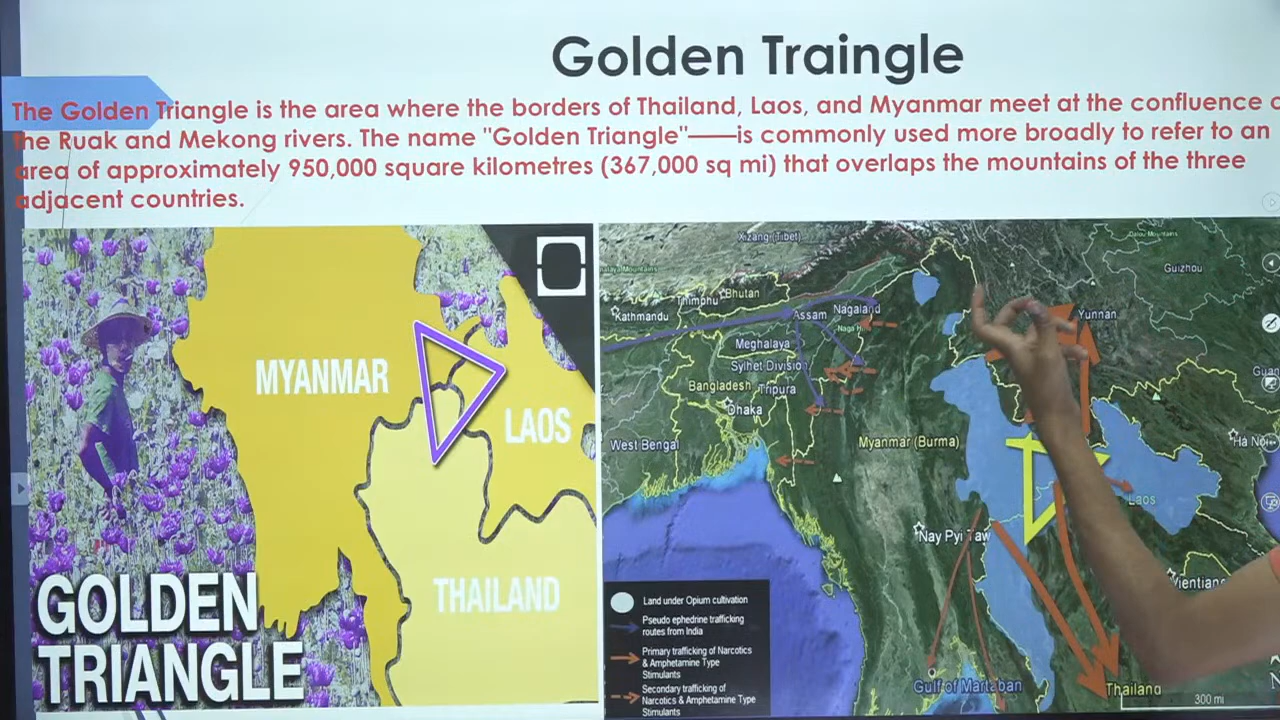 Golden Traingle
The Golden Triangle is the area where the borders of Thailand, Laos, and Myanmar meet at the confluence
the Ruak and Mekong rivers. The name "Golden Triangle"—is commonly used more broadly to refer to an
area of approximately 950,000 square kilometres (367,000 sq mi) that overlaps the mountains of the three
adjacent countries.
MYANMAR
LAOS
THAILAND
GOLDEN
TRIANGLE
Xizang (Tibet)
Guizhou
Thimphu
Bhutan
Kathmandu
Assam
Nagaland
Yunnan
Naga H
Meghalaya
Sylhet Division
Bangladesh
Tripura
Dhaka
West Bengal
Myanmar (Burma)
Hà Nội
Laos
Nay Pyi Taw
Vientiane
Gulf of Martaban
Thailand
300 mi
Land under Opium cultivation
Pseudo ephedrine trafficking
routes from India
Primary trafficking of Narcotics
& Amphetamine Type
Stimulants
Secondary trafficking of
Narcotics & Amphetamine Type
Stimulants